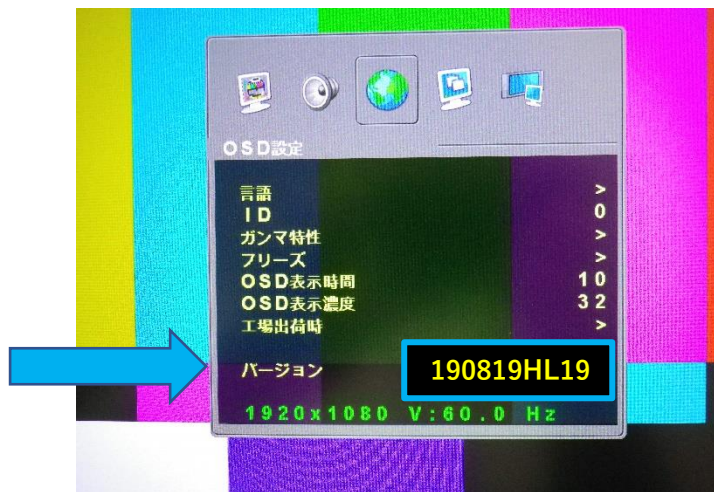 OSD設定
言語 >
ID 0
ガンマ特性 >
フリーズ >
OSD表示時間 10
OSD表示濃度 32
工場出荷時 >
バージョン 190819HL19
1920x1080 V:60.0 Hz